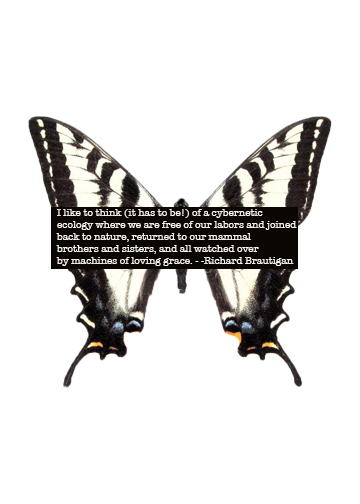 I like to think (it has to be!) of a cybernetic
ecology where we are free of our labors and joined
back to nature, returned to our mammal
brothers and sisters, and all watched over
by machines of loving grace. - -Richard Brautigan